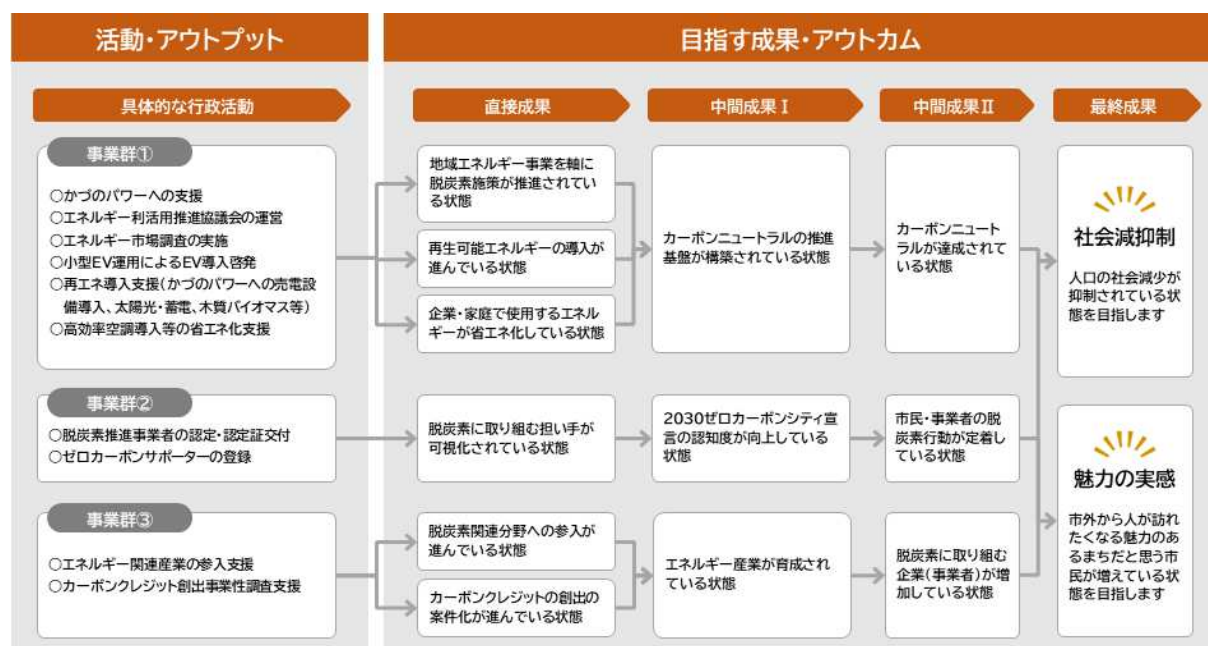 活動・アウトプット
目指す成果・アウトカム
具体的な行政活動
直接成果
中間成果Ⅰ
中間成果Ⅱ
最終成果
事業群①
○かづのパワーへの支援
○エネルギー利活用推進協議会の運営
○エネルギー市場調査の実施
○小型EV運用によるEV導入啓発
○再エネ導入支援(かづのパワーへの売電設
備導入、太陽光・蓄電、木質バイオマス等)
○高効率空調導入等の省エネ化支援
地域エネルギー事業を軸に
脱炭素施策が推進されてい
る状態
再生可能エネルギーの導入が
進んでいる状態
企業・家庭で使用するエネル
ギーが省エネ化している状態
カーボンニュートラルの推進
基盤が構築されている状態
カーボンニュート
ラルが達成されて
いる状態
社会減抑制
人口の社会減少が
抑制されている状
態を目指します
事業群②
○脱炭素推進事業者の認定・認定証交付
○ゼロカーボンサポーターの登録
脱炭素に取り組む担い手が
可視化されている状態
2030ゼロカーボンシティ宣
言の認知度が向上している
状態
市民・事業者の脱
炭素行動が定着し
ている状態
魅力の実感
市外から人が訪れ
たくなる魅力のあ
るまちだと思う市
民が増えている状
態を目指します
事業群③
○エネルギー関連産業の参入支援
○カーボンクレジット創出事業性調査支援
脱炭素関連分野への参入が
進んでいる状態
カーボンクレジットの創出の
案件化が進んでいる状態
エネルギー産業が育成され
ている状態
脱炭素に取り組む
企業(事業者)が増
加している状態